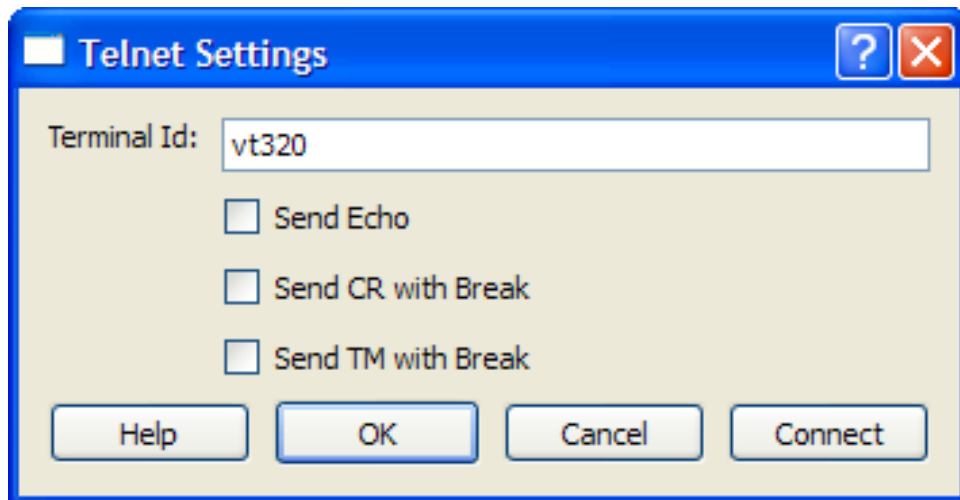 Telnet Settings
?
Terminal Id: vt320
Send Echo
Send CR with Break
Send TM with Break
Help OK Cancel Connect